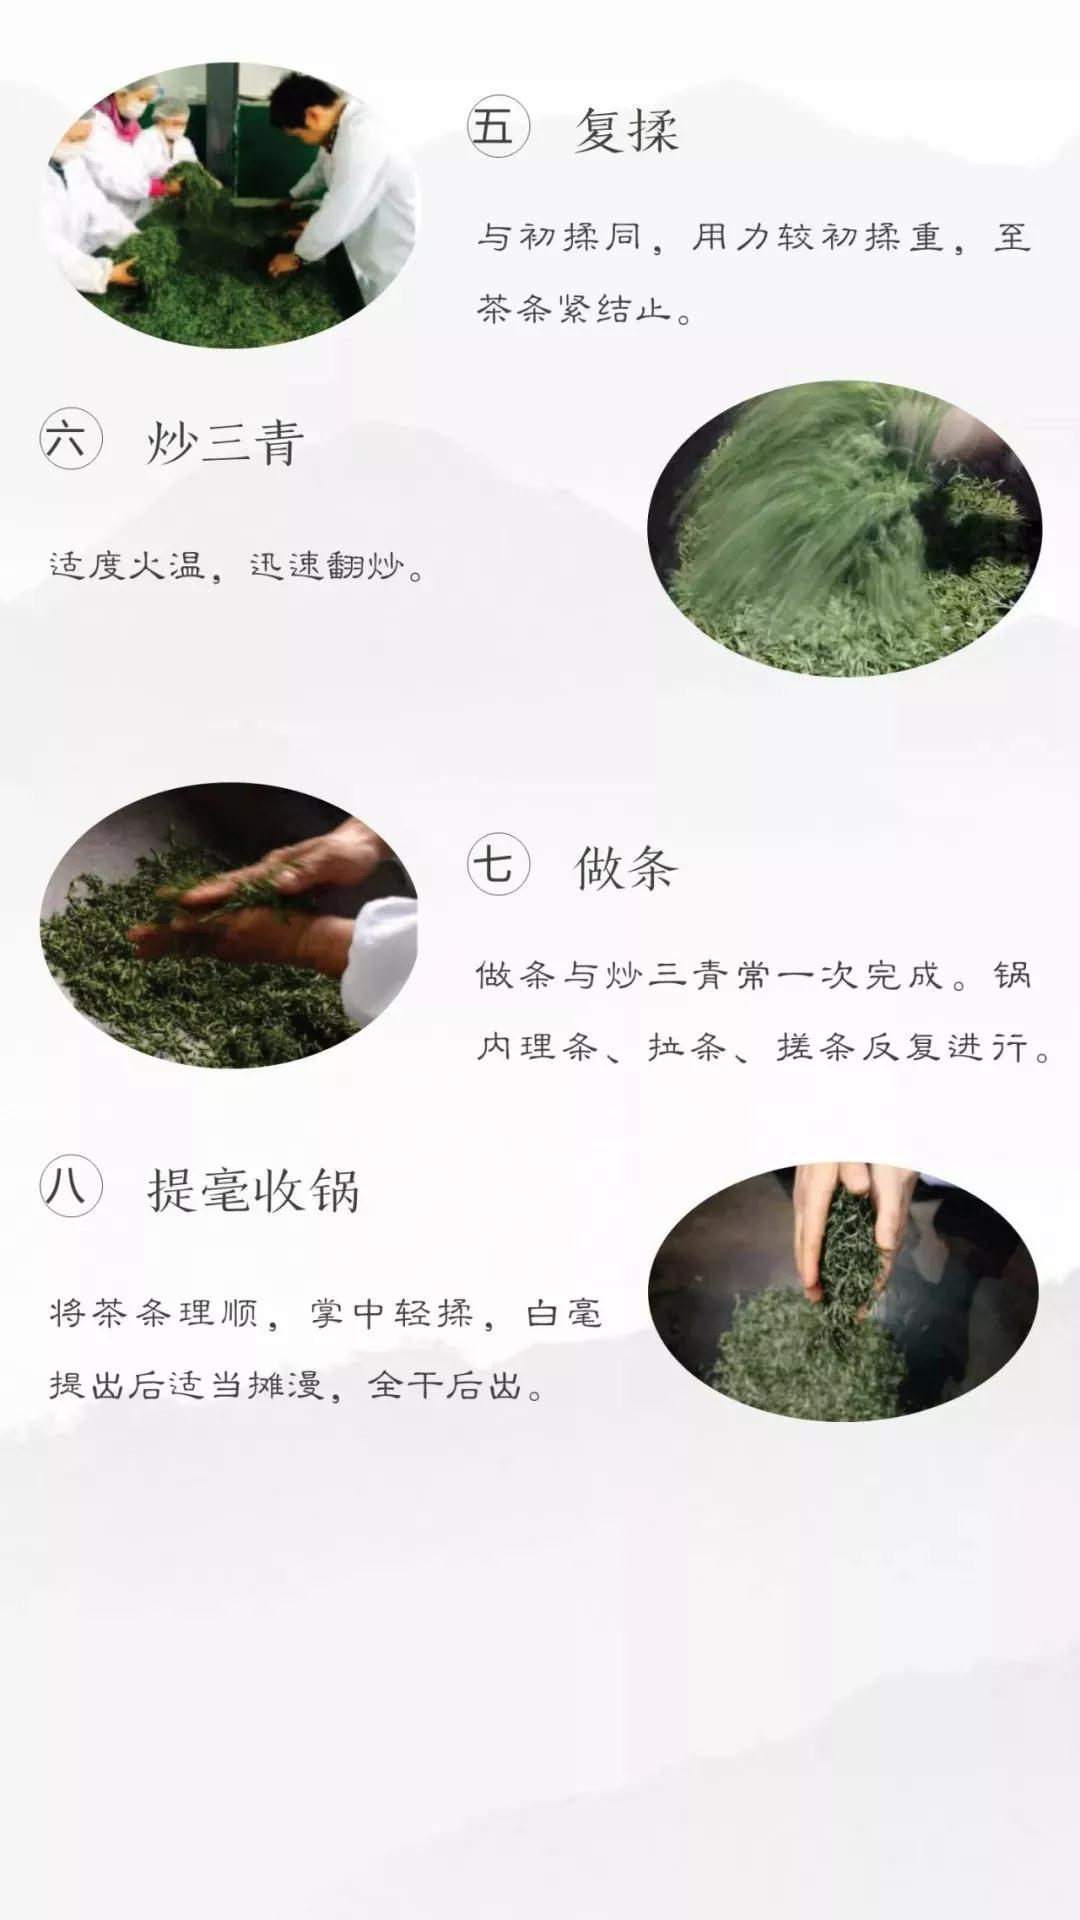 五 复揉
与初揉同，用力较初揉重，至
茶条紧结止。
六 炒三青
适度火温，迅速翻炒。
七 做条
做条与炒三青常一次完成。锅
内理条、拉条、搓条反复进行。
八 提毫收锅
将茶条理顺，掌中轻揉，白毫
提出后适当摊漫，全干后出。